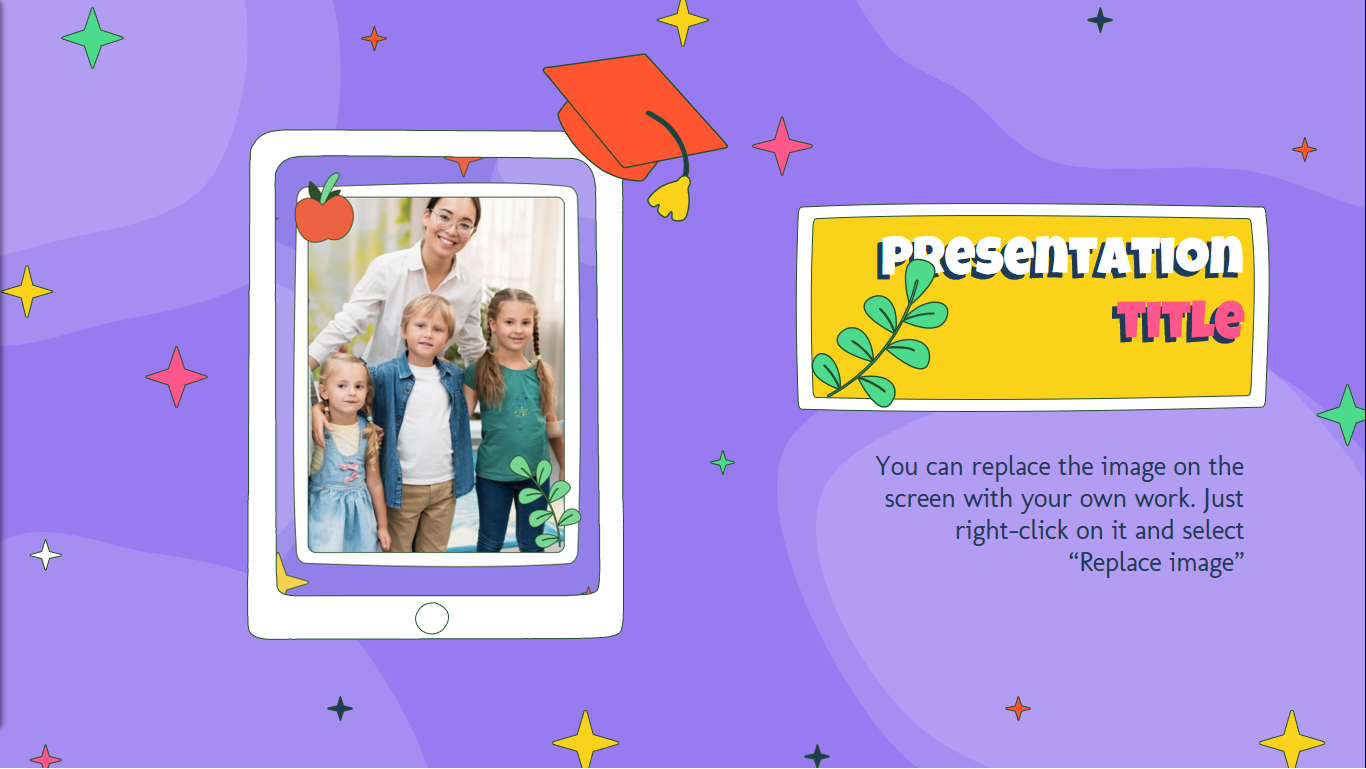 PRESENTATION
TITLE
You can replace the image on the
screen with your own work. Just
right-click on it and select
“Replace image”